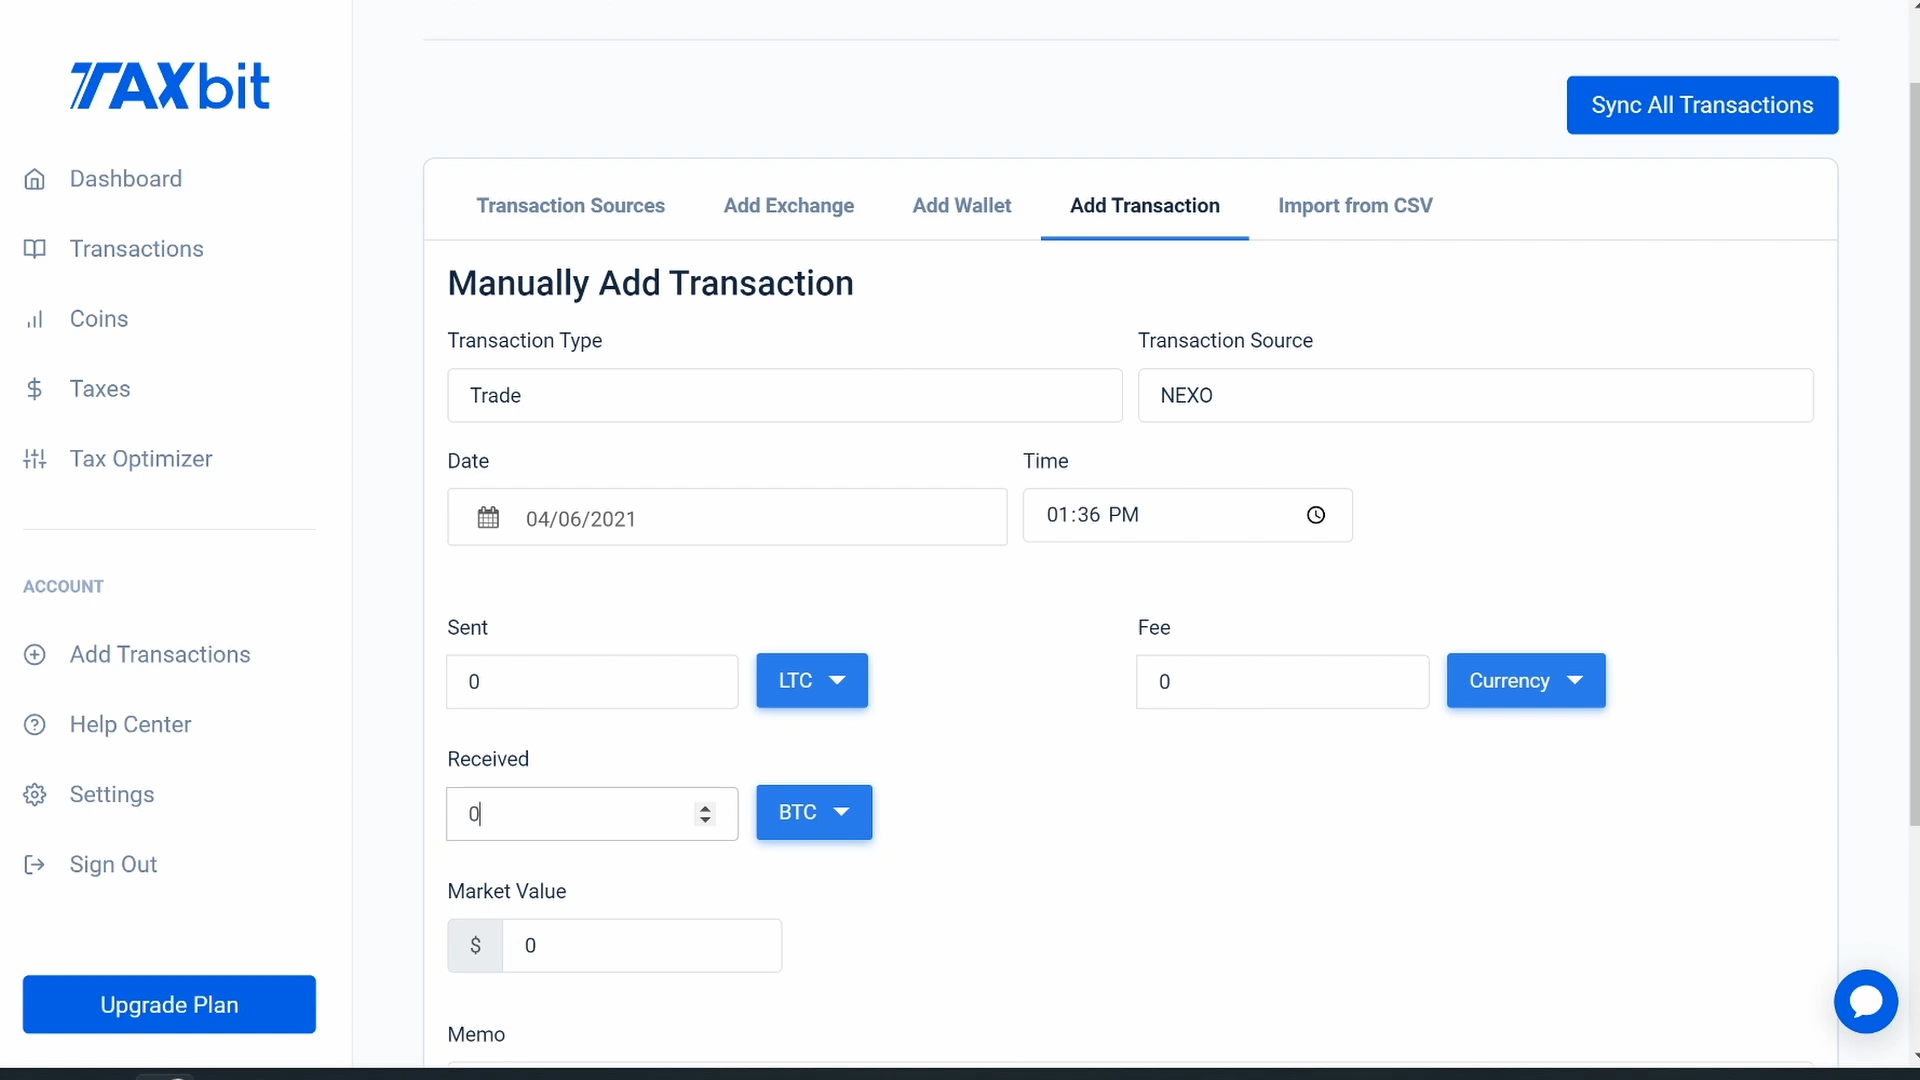 TAXbit
Dashboard
Transactions
Coins
Taxes
Tax Optimizer
ACCOUNT
Add Transactions
Help Center
Settings
Sign Out
Upgrade Plan
Sync All Transactions
Transaction Sources
Add Exchange
Add Wallet
Add Transaction
Import from CSV
Manually Add Transaction
Transaction Type
Transaction Source
Trade
NEXO
Date
Time
04/06/2021
01:36 PM
Sent
Fee
0
LTC
0
Currency
Received
0
BTC
Market Value
$
0
Memo